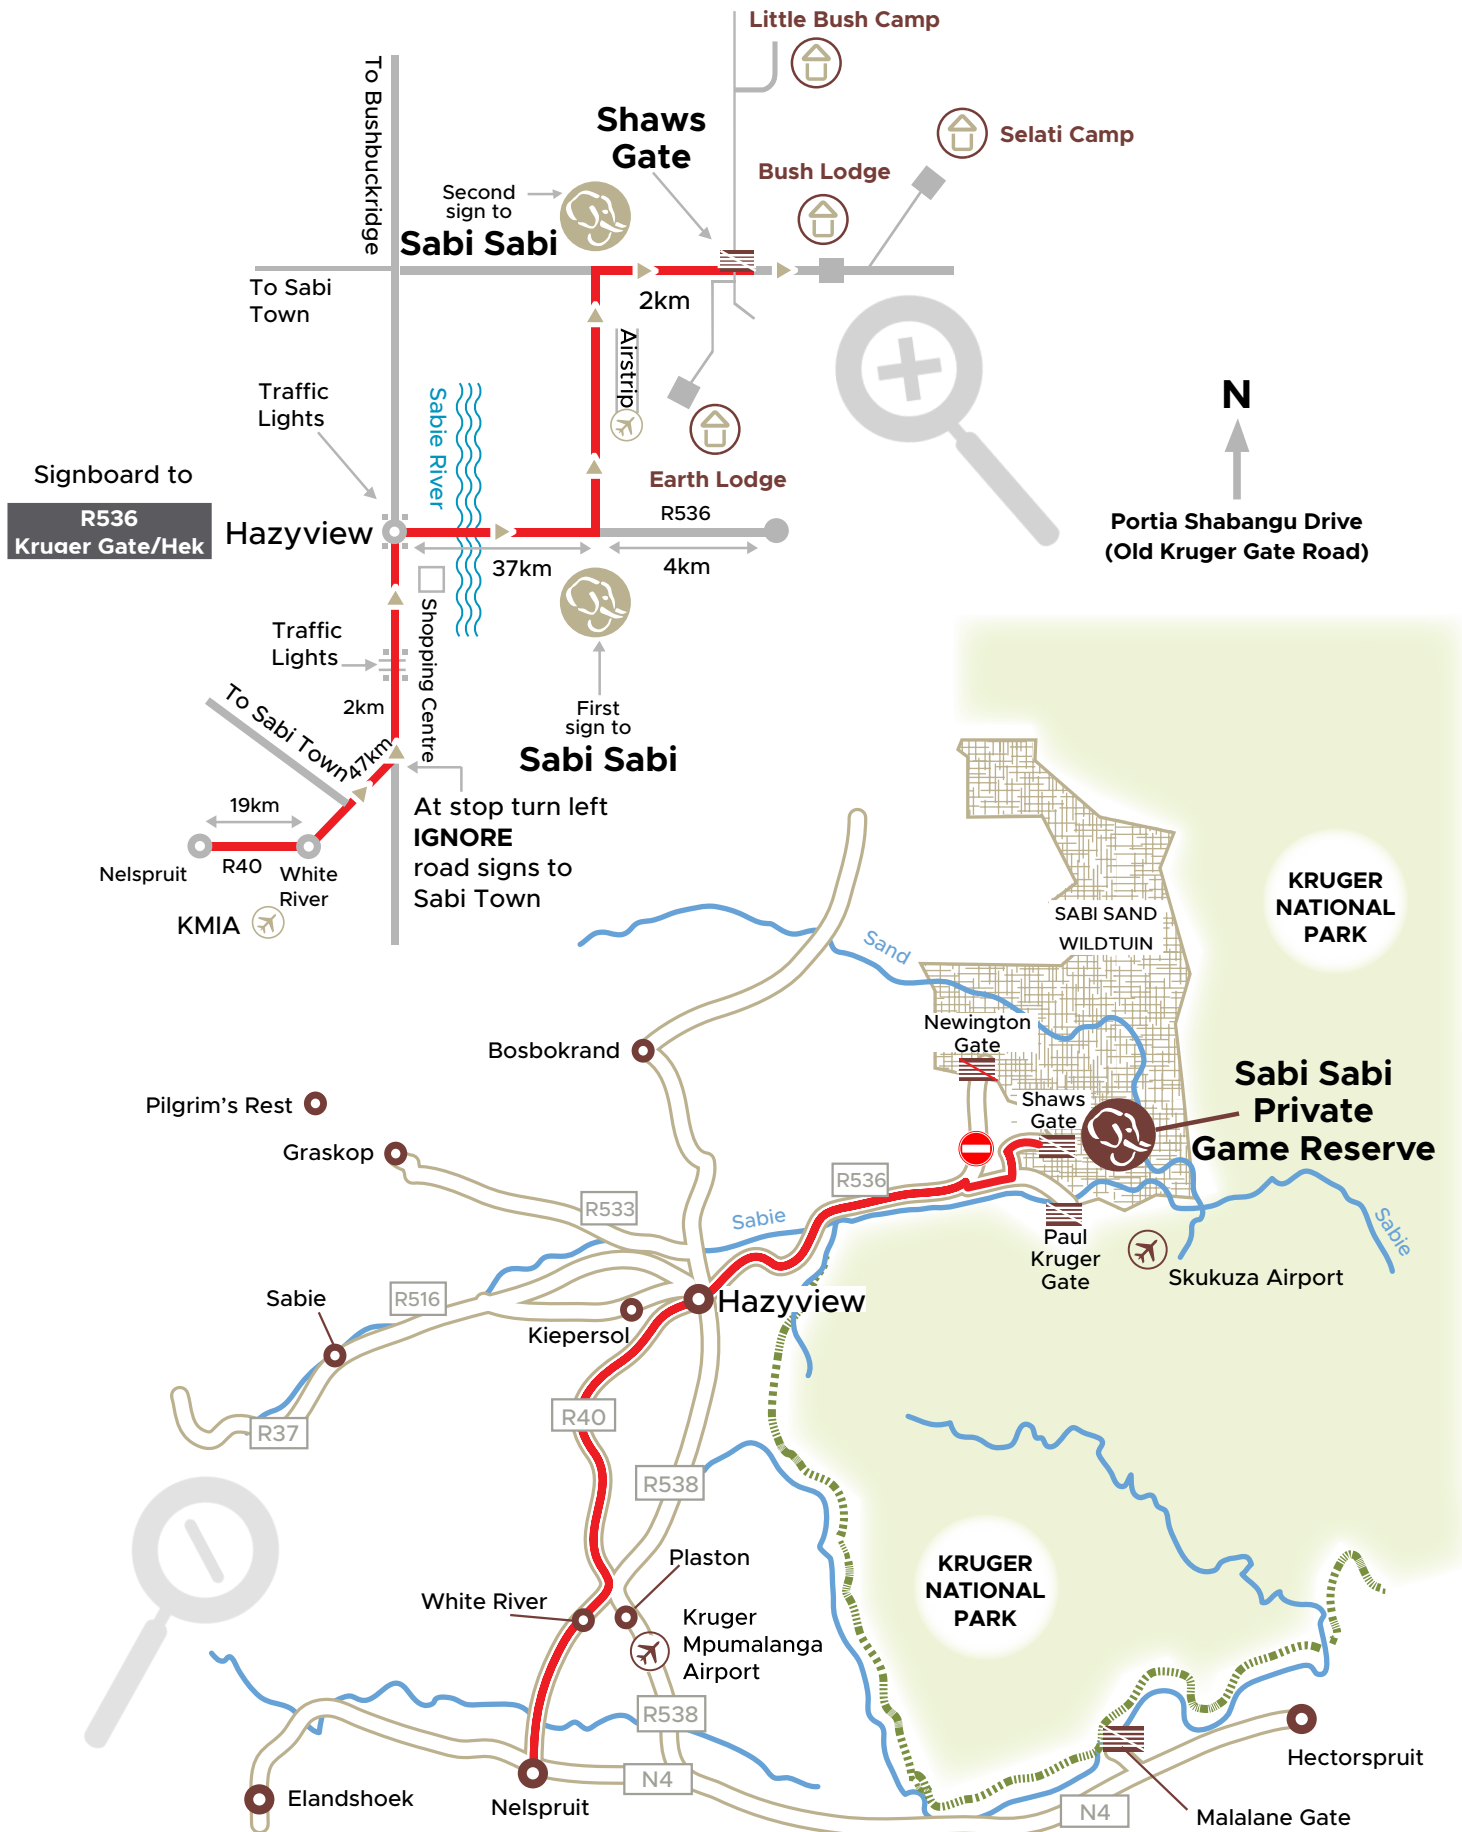 Little Bush Camp
To Bushbuckridge
Shaws
Gate
Selati Camp
Bush Lodge
Second
sign to
Sabi Sabi
To Sabi
Town
2km
Airstrip
Traffic
Lights
Sabie River
N
Signboard to
R536
Kruger Gate/Hek
Hazyview
Earth Lodge
R536
Portia Shabangu Drive
(Old Kruger Gate Road)
37km
4km
Shopping Centre
Traffic
Lights
2km
First
sign to
Sabi Sabi
To Sabi Town
47km
At stop turn left
IGNORE
road signs to
Sabi Town
19km
R40
Nelspruit
White
River
KMIA
KRUGER
NATIONAL
PARK
SABI SAND
WILDTUIN
Sand
Newington
Gate
Bosbokrand
Sabi Sabi
Private
Game Reserve
Shaws
Gate
Pilgrim's Rest
Graskop
R536
R533
Sabie
Sabie
Paul
Kruger
Gate
Skukuza Airport
Sabie
R516
Hazyview
Kiepersol
R40
R37
R538
Plaston
KRUGER
NATIONAL
PARK
White River
Kruger
Mpumalanga
Airport
R538
Hectorspruit
N4
Elandshoek
Nelspruit
N4
Malalane Gate